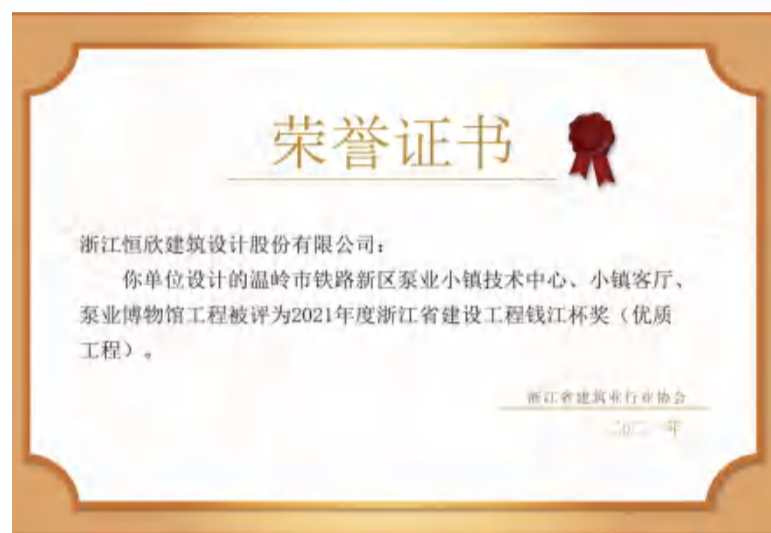 荣誉证书
浙江恒欣建筑设计股份有限公司：
你单位设计的温岭市铁路新区泵业小镇技术中心、小镇客厅、
泵业博物馆工程被评为2021年度浙江省建设工程钱江杯奖（优质
工程）。
浙江省建筑业行业协会